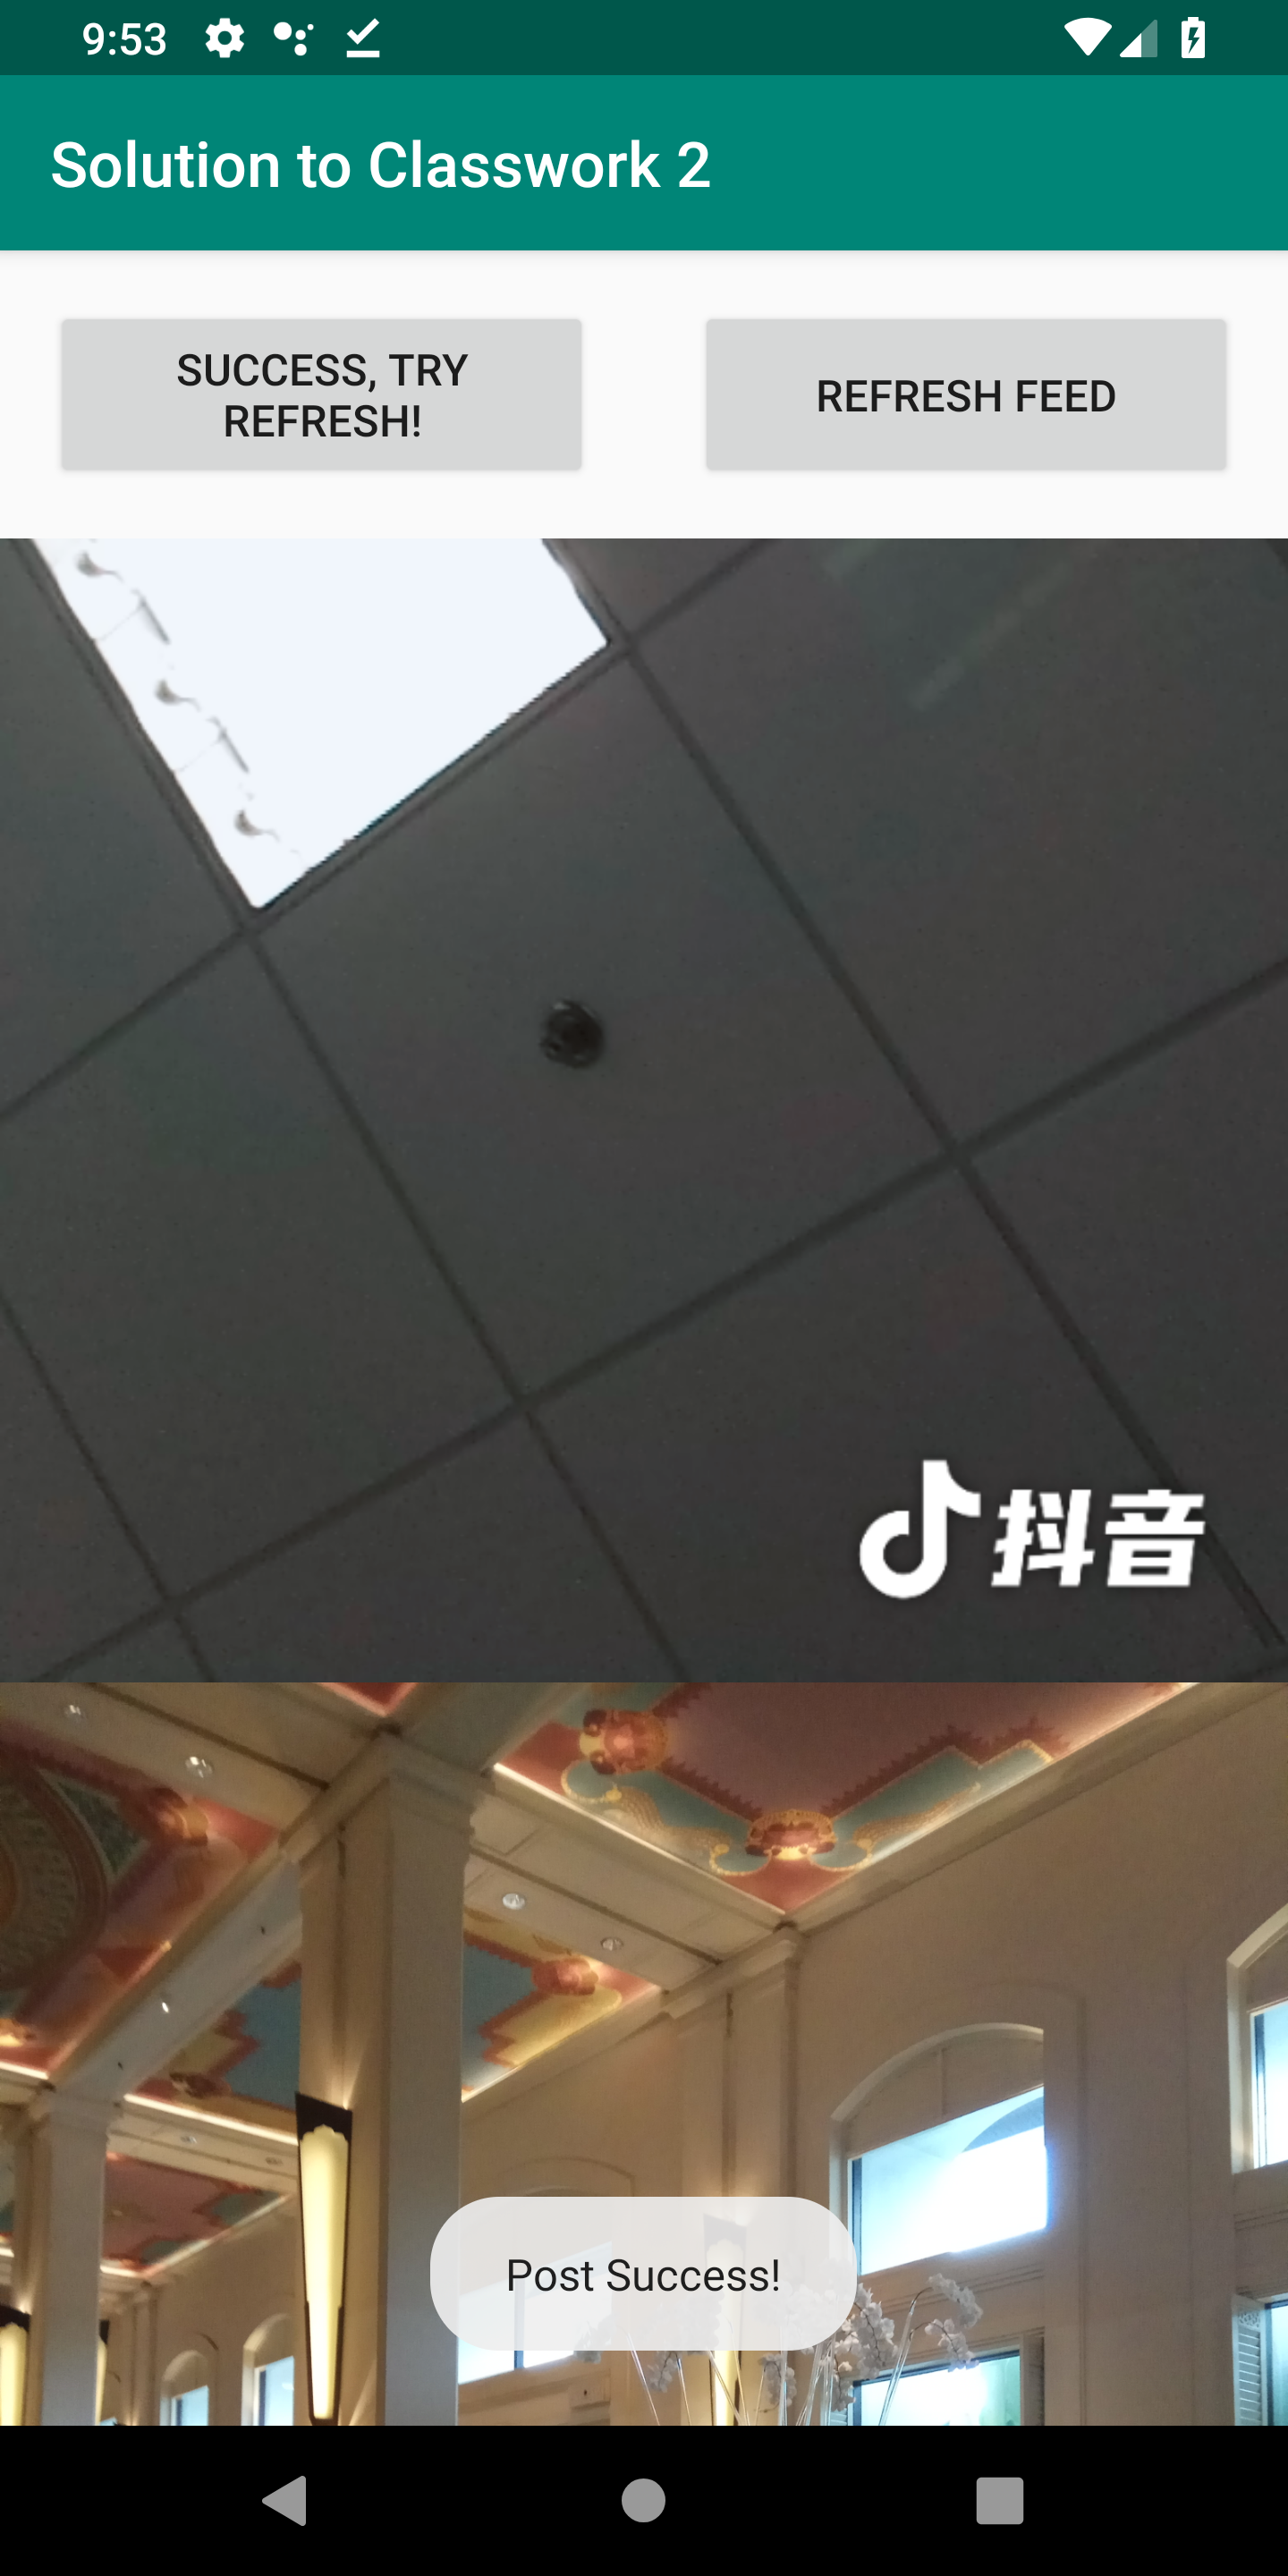 9:53
Solution to Classwork 2
SUCCESS, TRY
REFRESH!
REFRESH FEED
抖音
Post Success!